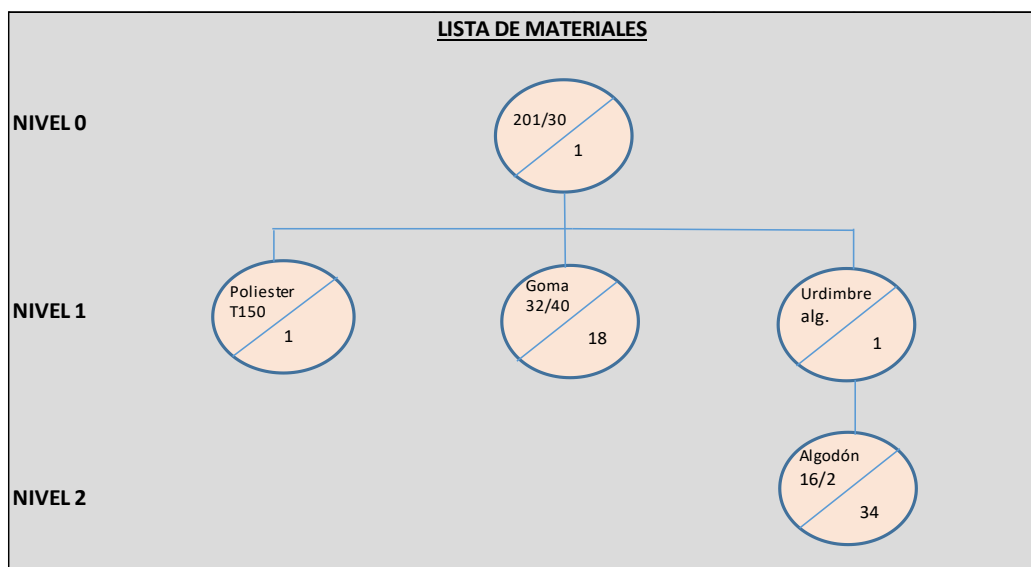 LISTA DE MATERIALES
NIVEL 0
201/30
1
NIVEL 1
Poliester
T150
1
Goma
32/40
18
Urdimbre
alg.
1
NIVEL 2
Algodón
16/2
34